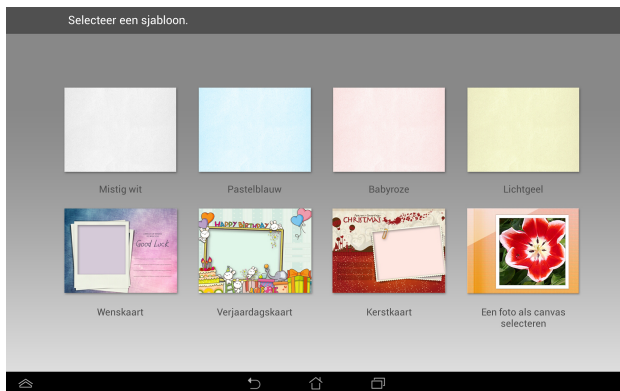 Selecteer een sjabloon.
Mistig wit
Pastelblauw
Babyroze
Lichtgeel
Good Luck
HAPPY BIRTHDAY
CHRISTMAS
Wenskaart
Verjaardagskaart
Kerstkaart
Een foto als canvas
selecteren